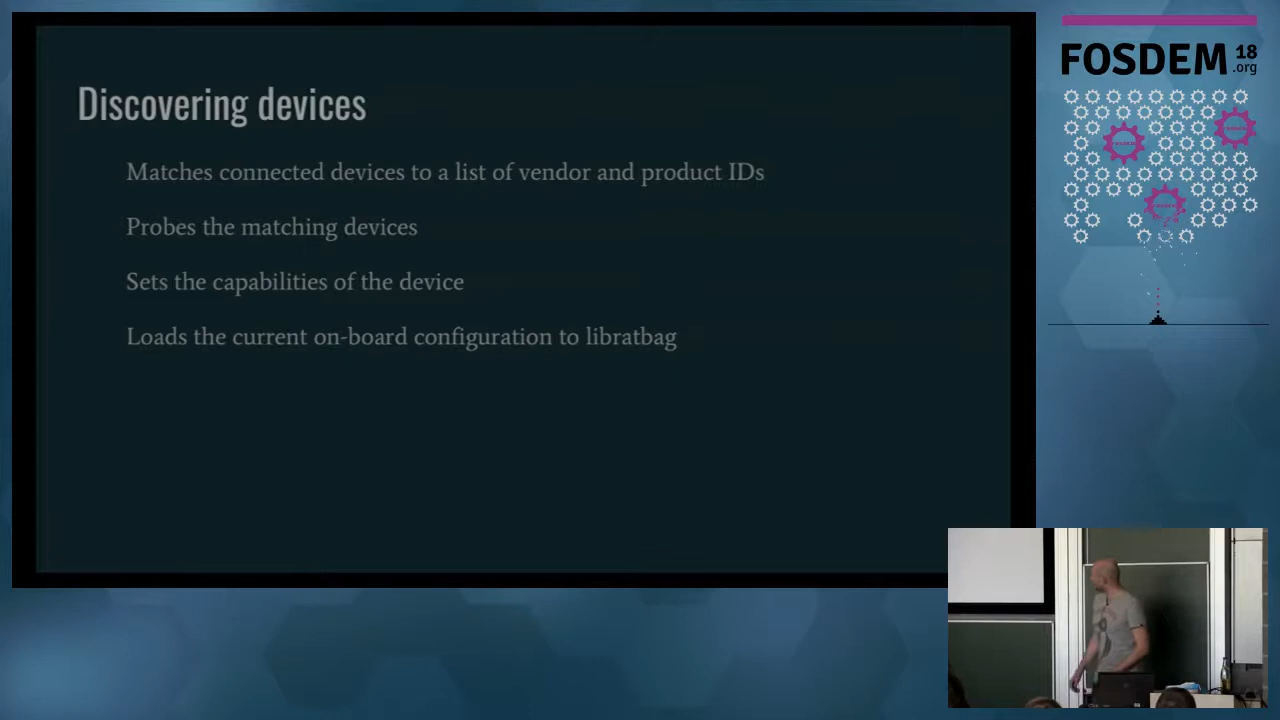 Discovering devices
Matches connected devices to a list of vendor and product IDs
Probes the matching devices
Sets the capabilities of the device
Loads the current on-board configuration to libratbag
FOSDEM 18
.org